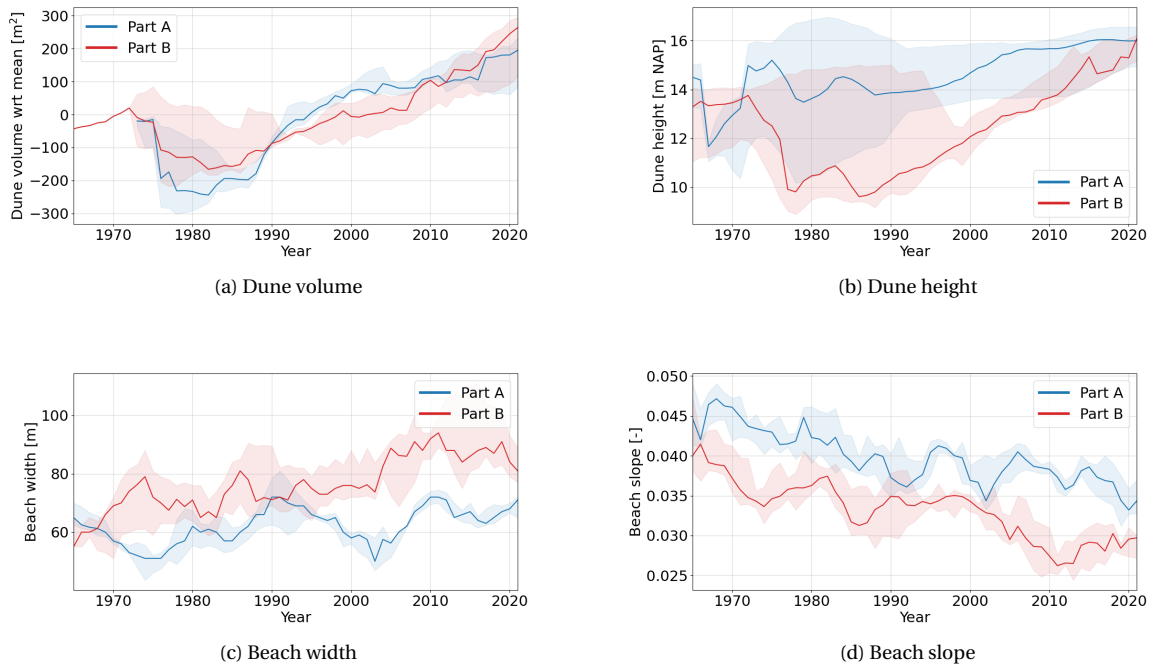 Dune volume wrt mean [m²]
300
200
100
0
−100
−200
−300
Part A
Part B
1970 1980 1990 2000 2010 2020
Year
(a) Dune volume
Dune height [m NAP]
16
14
12
10
Part A
Part B
1970 1980 1990 2000 2010 2020
Year
(b) Dune height
Beach width [m]
100
80
60
Part A
Part B
1970 1980 1990 2000 2010 2020
Year
(c) Beach width
Beach slope [-]
0.050
0.045
0.040
0.035
0.030
0.025
Part A
Part B
1970 1980 1990 2000 2010 2020
Year
(d) Beach slope